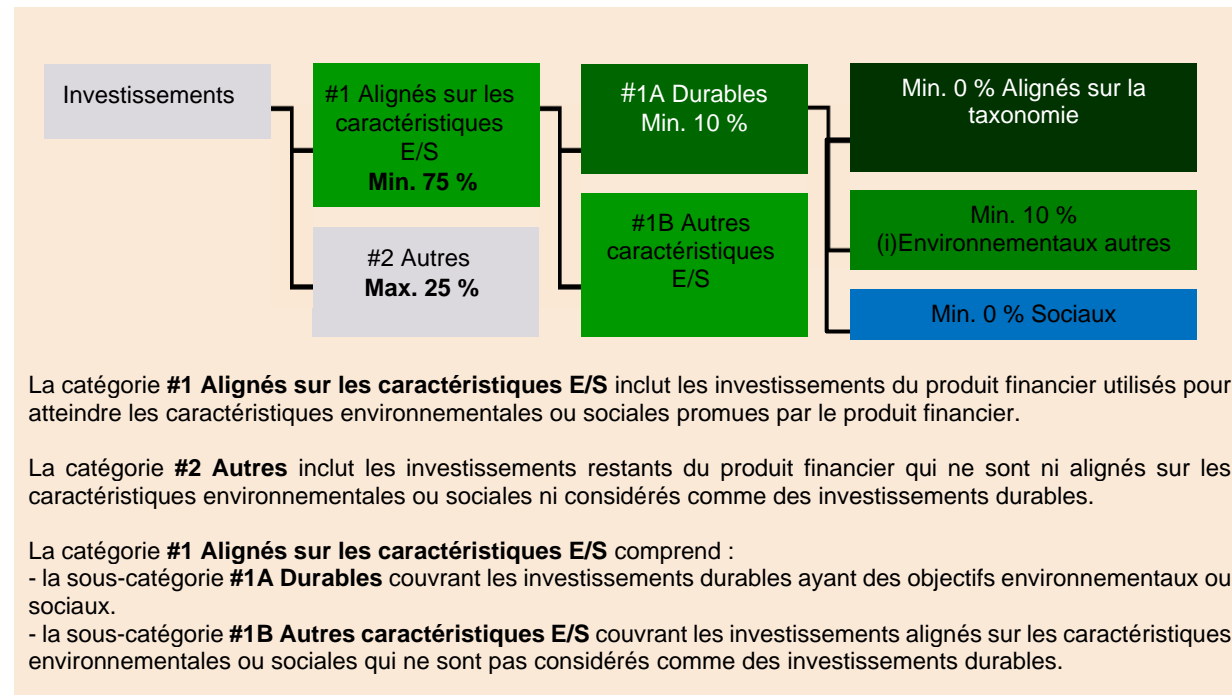 Investissements
#1 Alignés sur les
caractéristiques
E/S
Min. 75 %
#2 Autres
Max. 25 %
#1A Durables
Min. 10 %
#1B Autres
caractéristiques
E/S
Min. 0 % Alignés sur la
taxonomie
Min. 10 %
(i)Environnementaux autres
Min. 0 % Sociaux
La catégorie #1 Alignés sur les caractéristiques E/S inclut les investissements du produit financier utilisés pour
atteindre les caractéristiques environnementales ou sociales promues par le produit financier.
La catégorie #2 Autres inclut les investissements restants du produit financier qui ne sont ni alignés sur les
caractéristiques environnementales ou sociales ni considérés comme des investissements durables.
La catégorie #1 Alignés sur les caractéristiques E/S comprend :
- la sous-catégorie #1A Durables couvrant les investissements durables ayant des objectifs environnementaux ou
sociaux.
- la sous-catégorie #1B Autres caractéristiques E/S couvrant les investissements alignés sur les caractéristiques
environnementales ou sociales qui ne sont pas considérés comme des investissements durables.